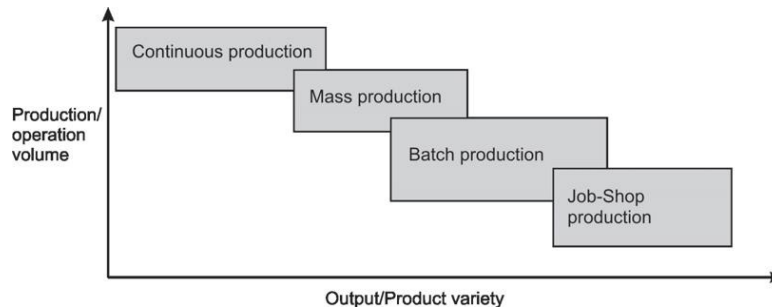 Continuous production
Mass production
Production/
operation
volume
Batch production
Job-Shop
production
Output/Product variety